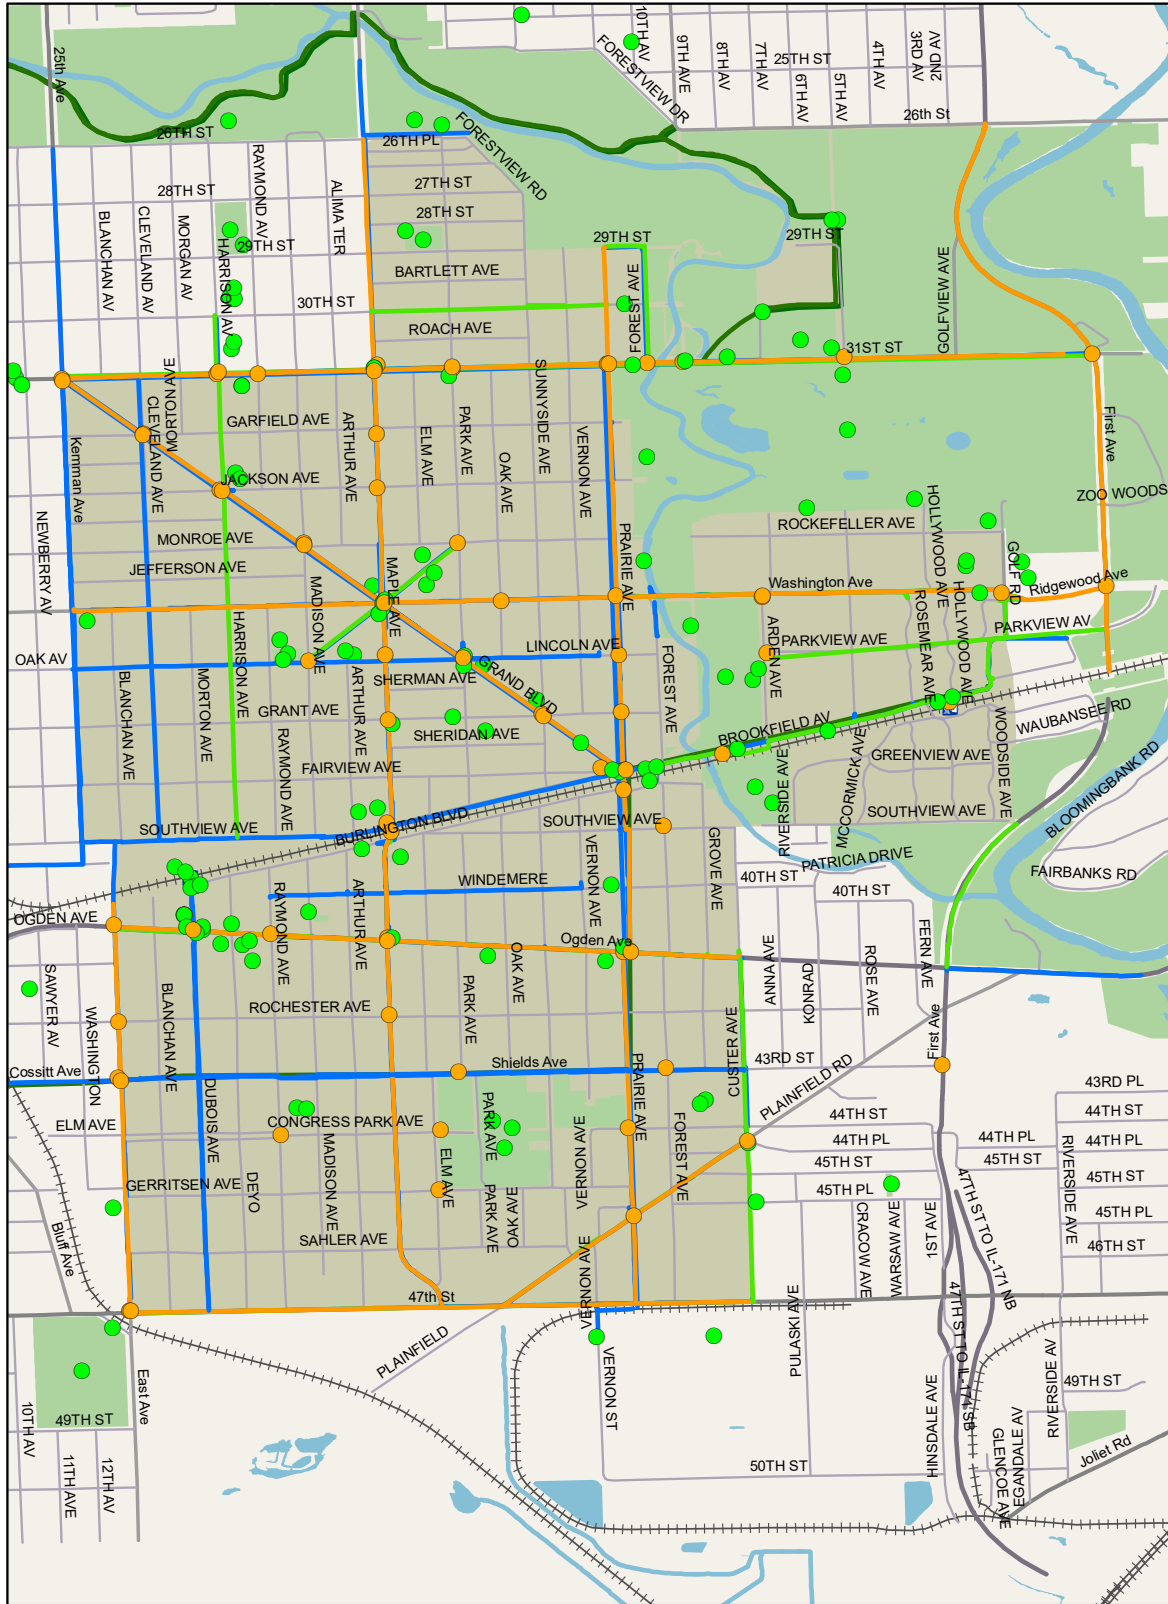 25th Ave
10TH AV
9TH AVE
8TH AV
7TH AV
25TH ST
6TH AV
5TH AV
4TH AV
3RD AV
2ND AV
26th St
FORESTVIEW DR
26TH ST
26TH PL
FORESTVIEW RD
RAYMOND AV
ALIMA TER
28TH ST
27TH ST
28TH ST
BLANCHAN AV
CLEVELAND AV
MORGAN AV
HARRISON AV
29TH ST
29TH ST
29TH ST
BARTLETT AVE
GOLFVIEW AVE
30TH ST
ROACH AVE
FOREST AVE
31ST ST
MORTON AVE
SUNNYSIDE AVE
CLEVELAND AVE
GARFIELD AVE
ARTHUR AVE
ELM AVE
PARK AVE
OAK AVE
VERNON AVE
First Ave
Kemman Ave
JACKSON AVE
ZOO WOODS
NEWBERRY AV
MONROE AVE
JEFFERSON AVE
ROCKEFELLER AVE
HOLLYWOOD AVE
GOLF RD
MAPLE AVE
PRAIRIE AVE
Washington Ave
Ridgewood Ave
MADISON AVE
HOLLYWOOD AVE
ROSEMEAR AVE
PARKVIEW AV
ARDEN AVE
PARKVIEW AVE
OAK AV
HARRISON AVE
LINCOLN AVE
SHERMAN AVE
GRAND BLVD
FOREST AVE
BLANCHAN AVE
MORTON AVE
GRANT AVE
ARTHUR AVE
SHERIDAN AVE
BROOKFIELD AV
WAUBANSEE RD
WOODSIDE AVE
RAYMOND AVE
FAIRVIEW AVE
RIVERSIDE AVE
MCCORMICK AVE
GREENVIEW AVE
BLOOMINGBANK RD
SOUTHVIEW AVE
BURLINGTON BLVD
SOUTHVIEW AVE
SOUTHVIEW AVE
GROVE AVE
PATRICIA DRIVE
FAIRBANKS RD
WINDEMERE
VERNON AVE
40TH ST
40TH ST
OGDEN AVE
RAYMOND AVE
ARTHUR AVE
Ogden Ave
OAK AVE
PARK AVE
ANNA AVE
KONRAD
ROSE AVE
FERN AVE
SAWYER AV
WASHINGTON
BLANCHAN AVE
ROCHESTER AVE
CUSTER AVE
First Ave
Cossitt Ave
Shields Ave
43RD ST
PLAINFIELD RD
43RD PL
DUBOIS AVE
PRAIRIE AVE
ELM AVE
CONGRESS PARK AVE
PARK AVE
VERNON AVE
FOREST AVE
44TH ST
44TH ST
44TH PL
44TH PL
44TH PL
RIVERSIDE AVE
45TH ST
45TH ST
45TH ST
GERRITSEN AVE
DEYO
MADISON AVE
ELM AVE
PARK AVE
OAK AVE
45TH PL
45TH PL
CRACOW AVE
WARSAW AVE
1ST AVE
47TH ST TO IL-171 NB
Bluff Ave
SAHLER AVE
VERNON AVE
46TH ST
47th St
PLAINFIELD
PULASKI AVE
47TH ST TO IL-171 SB
VERNON ST
RIVERSIDE AV
49TH ST
East Ave
10TH AV
49TH ST
11TH AVE
12TH AV
50TH ST
HINSDALE AVE
GLENCOE AVE
EGANDALE AV
Joliet Rd